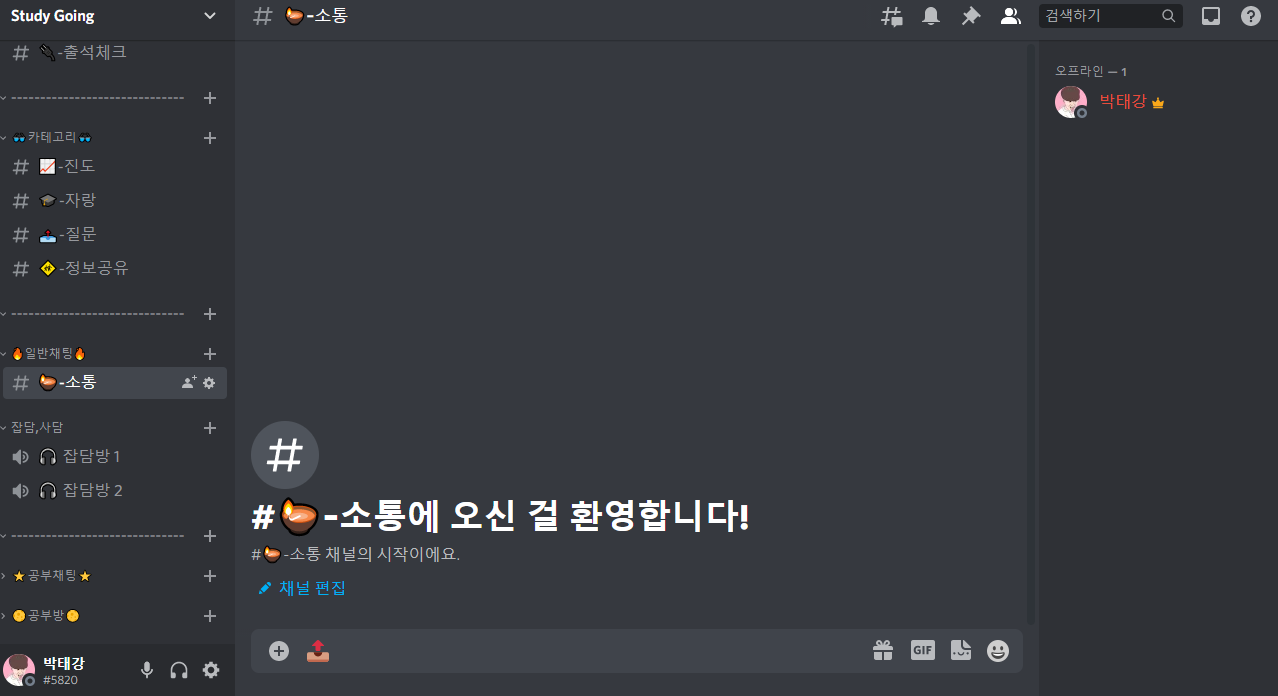 Study Going
-출석체크
------------------------------
카테고리
-진도
-자랑
-질문
-정보공유
------------------------------
일반채팅
-소통
잡담,사담
잡담방 1
잡담방 2
------------------------------
공부채팅
공부방
박태강
#5820
-소통
검색하기
#-소통에 오신 걸 환영합니다!
#-소통 채널의 시작이에요.
채널 편집
GIF
오프라인 — 1
박태강